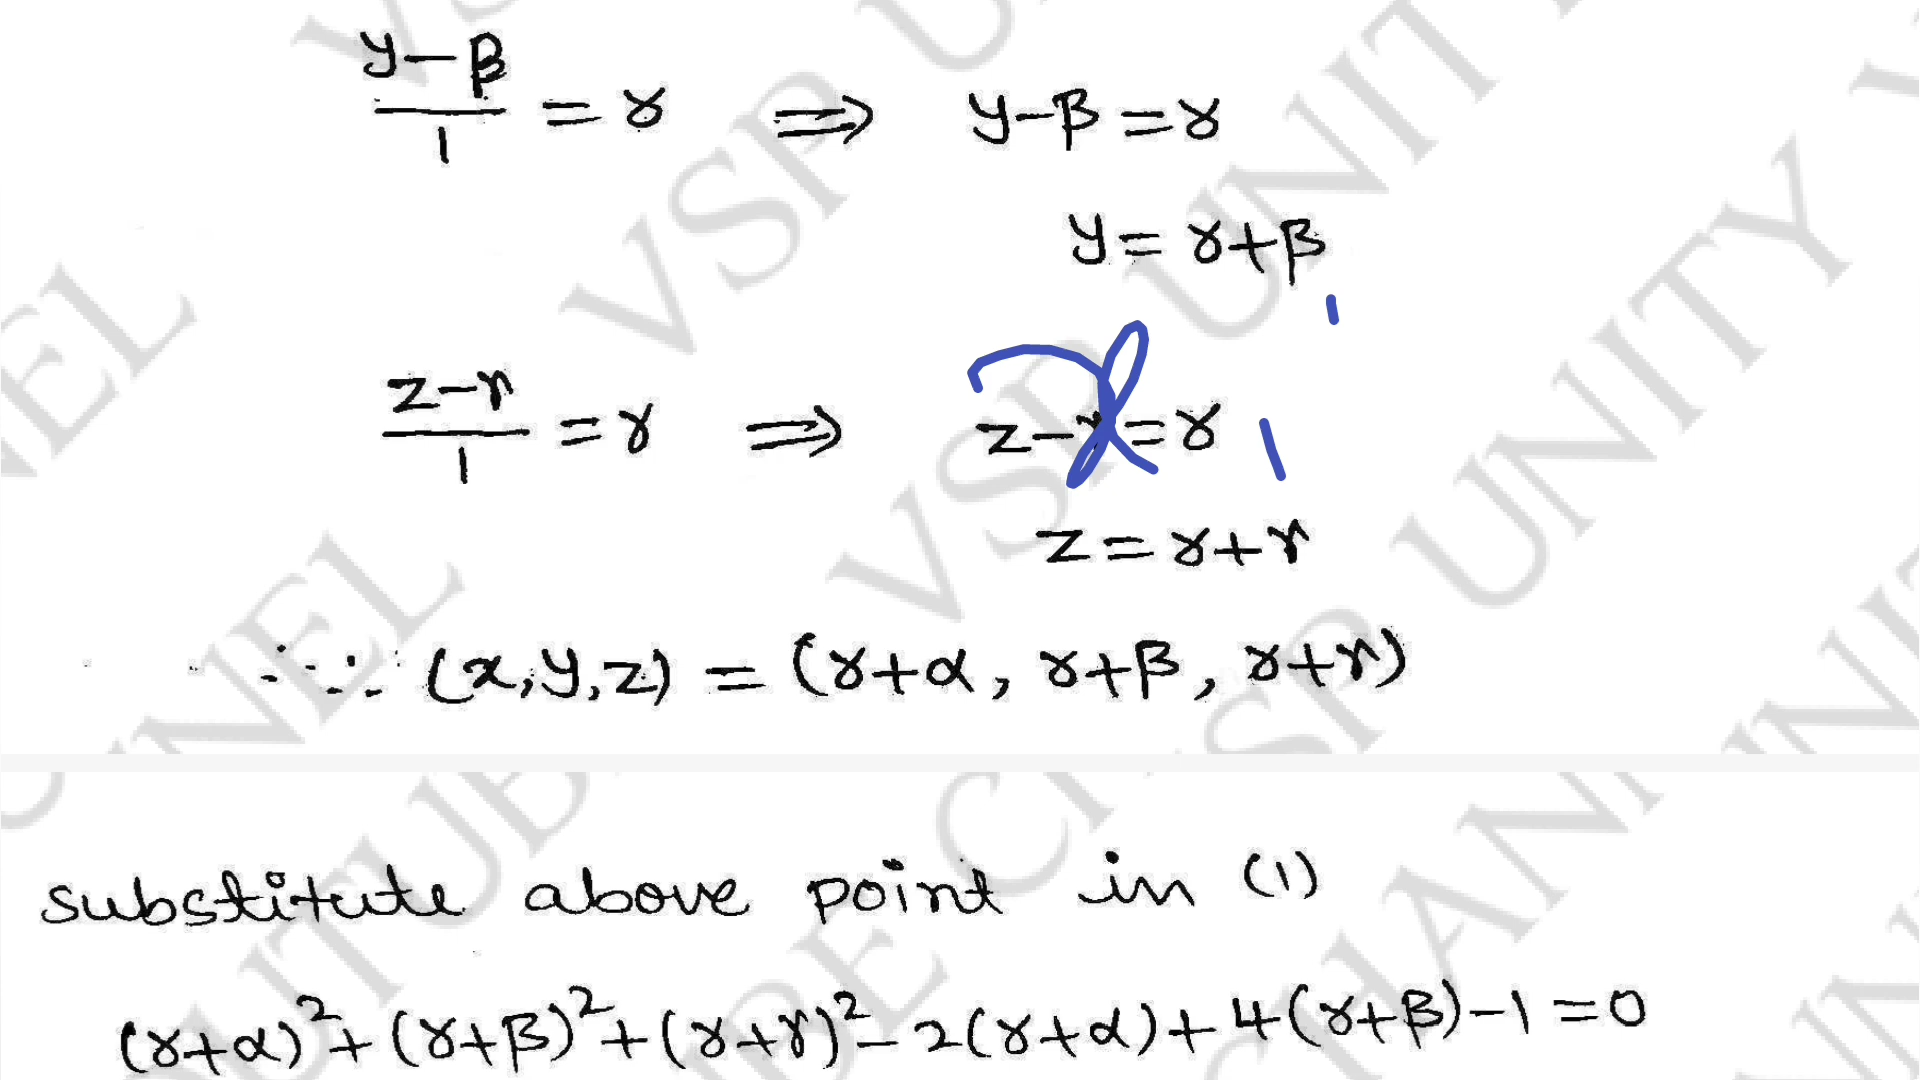 (y-β)/1 = r ⟹ y-β = r
y = r+β
(z-γ)/1 = r ⟹ z-γ = r
z = r+γ
∴ (x,y,z) = (r+α, r+β, r+γ)
substitute above point in (1)
(r+α)²+(r+β)²+(r+γ)²-2(r+α)+4(r+β)-1=0